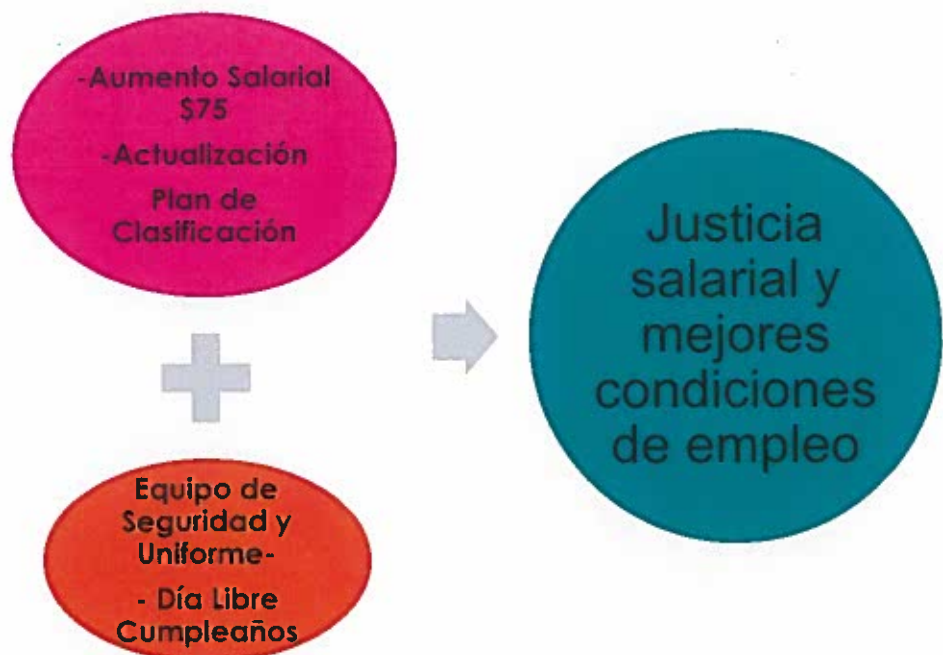 -Aumento Salarial
$75
-Actualización
Plan de
Clasificación
Equipo de
Seguridad y
Uniforme-
- Día Libre
Cumpleaños
Justicia
salarial y
mejores
condiciones
de empleo